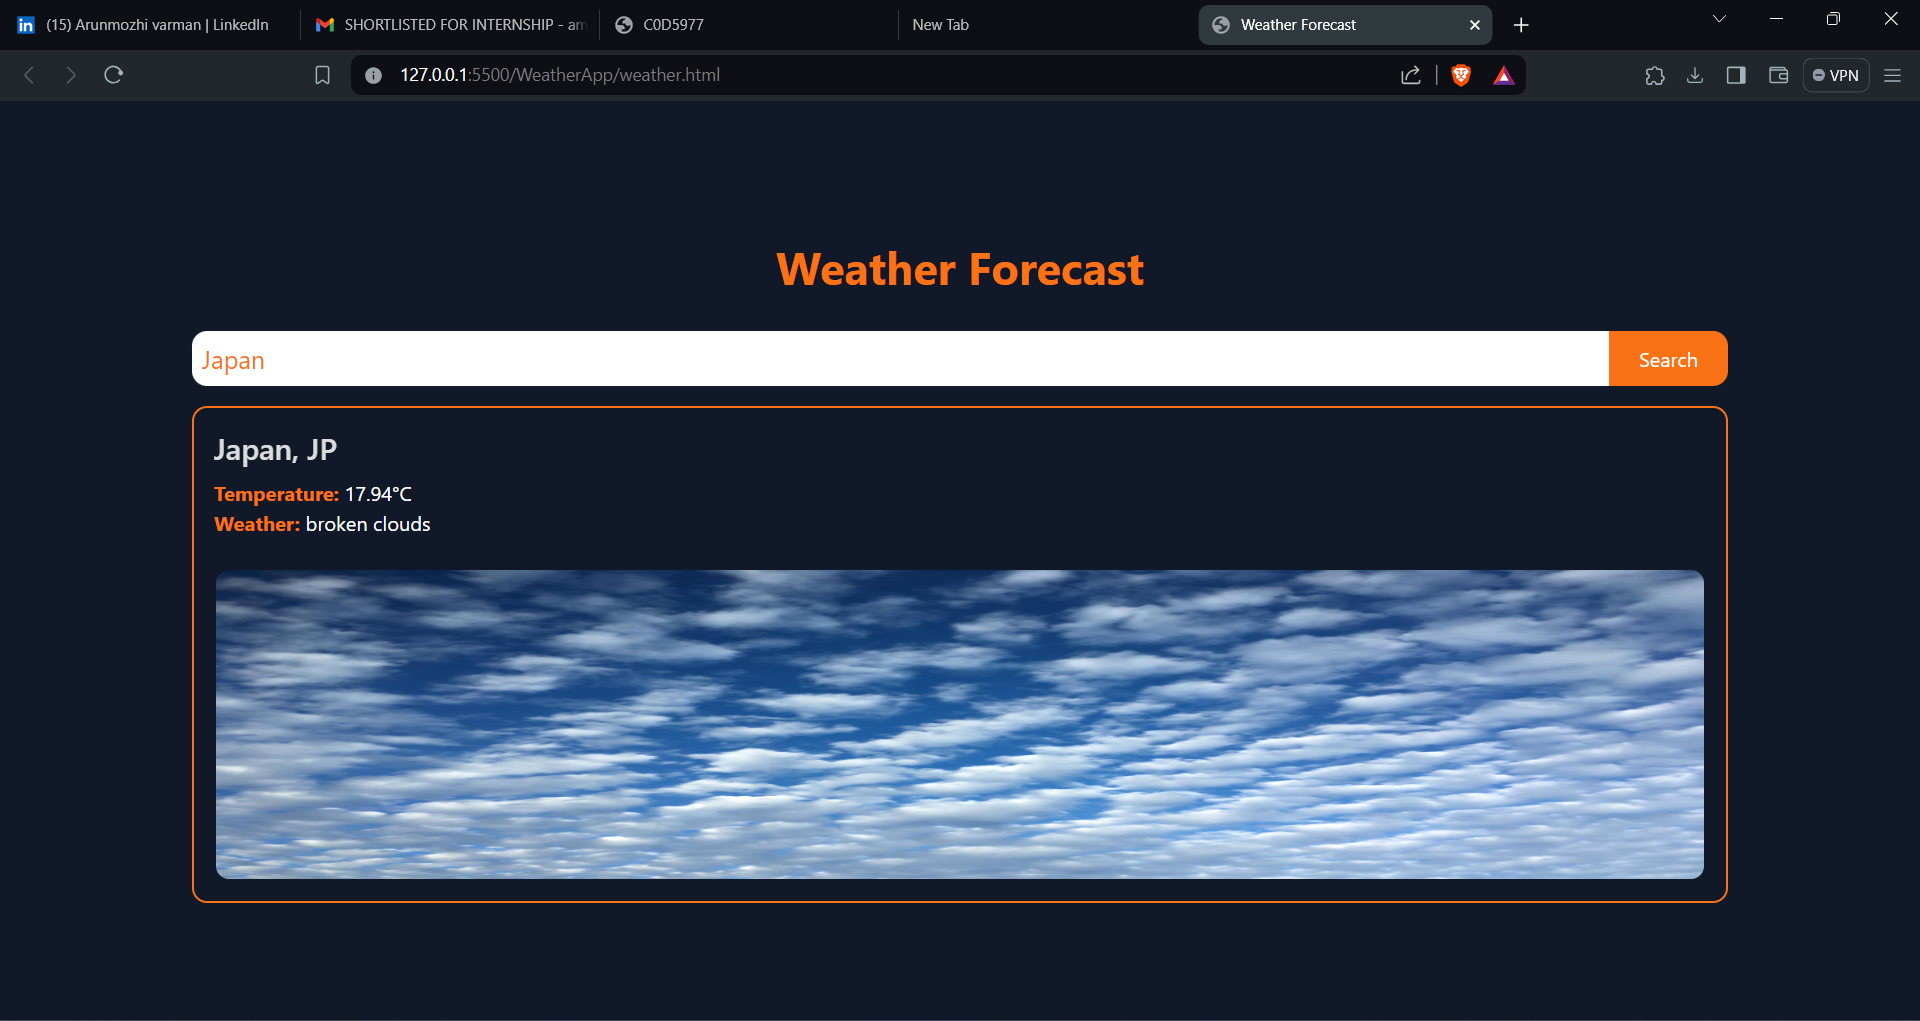 in (15) Arunmozhi varman | LinkedIn
SHORTLISTED FOR INTERNSHIP - am
C0D5977
New Tab
Weather Forecast
127.0.0.1:5500/WeatherApp/weather.html
VPN
Weather Forecast
Japan
Search
Japan, JP
Temperature: 17.94°C
Weather: broken clouds